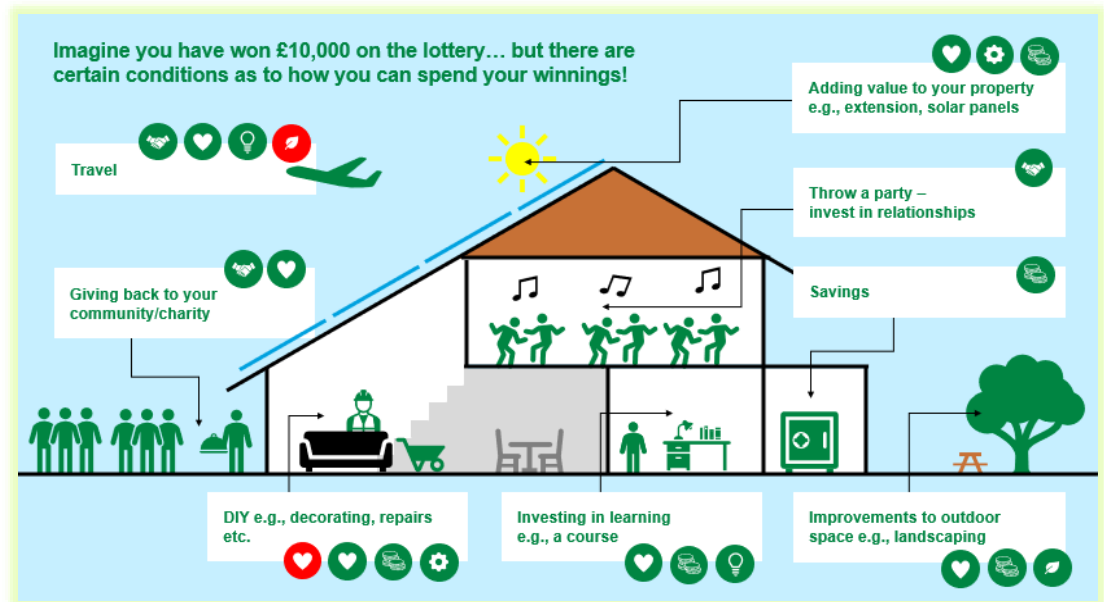 Imagine you have won £10,000 on the lottery… but there are
certain conditions as to how you can spend your winnings!
Adding value to your property
e.g., extension, solar panels
Travel
Throw a party –
invest in relationships
Giving back to your
community/charity
Savings
DIY e.g., decorating, repairs
etc.
Investing in learning
e.g., a course
Improvements to outdoor
space e.g., landscaping